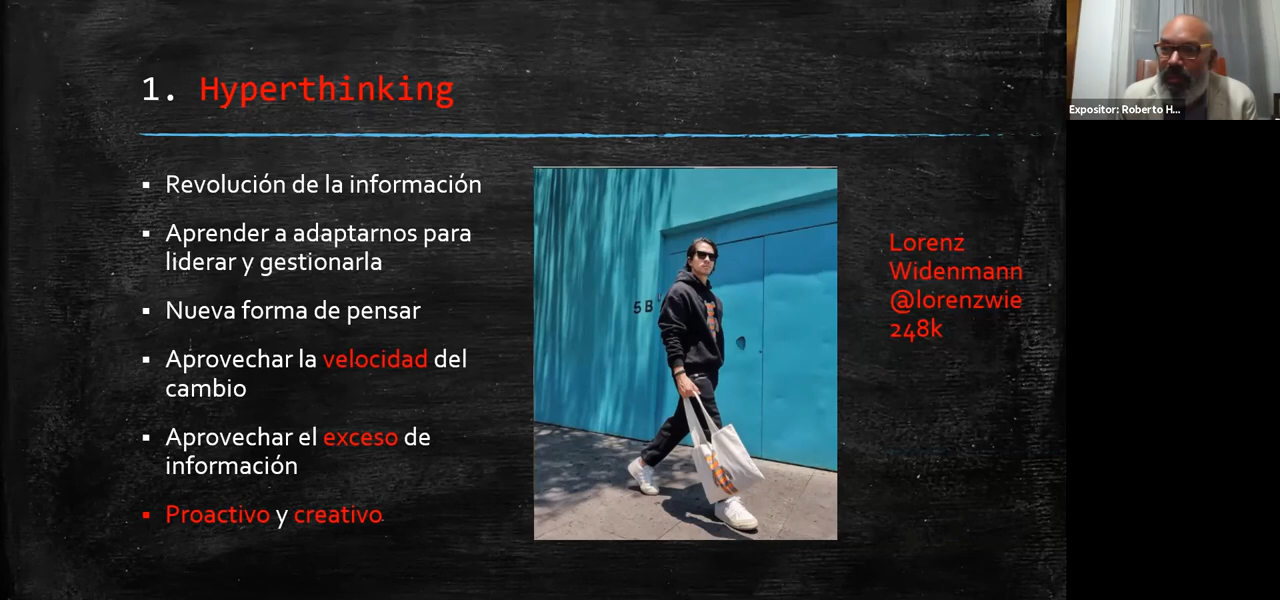 1. Hyperthinking
Revolución de la información
Aprender a adaptarnos para
liderar y gestionarla
Nueva forma de pensar
Aprovechar la velocidad del
cambio
Aprovechar el exceso de
información
Proactivo y creativo
5 B
Lorenz
Widenmann
@lorenzwie
248k
Expositor: Roberto H...